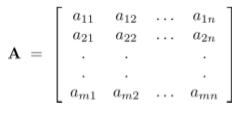 a₁₁ a₁₂ … a₁ₙ
a₂₁ a₂₂ … a₂ₙ
A = . . .
. . .
aₘ₁ aₘ₂ … aₘₙ